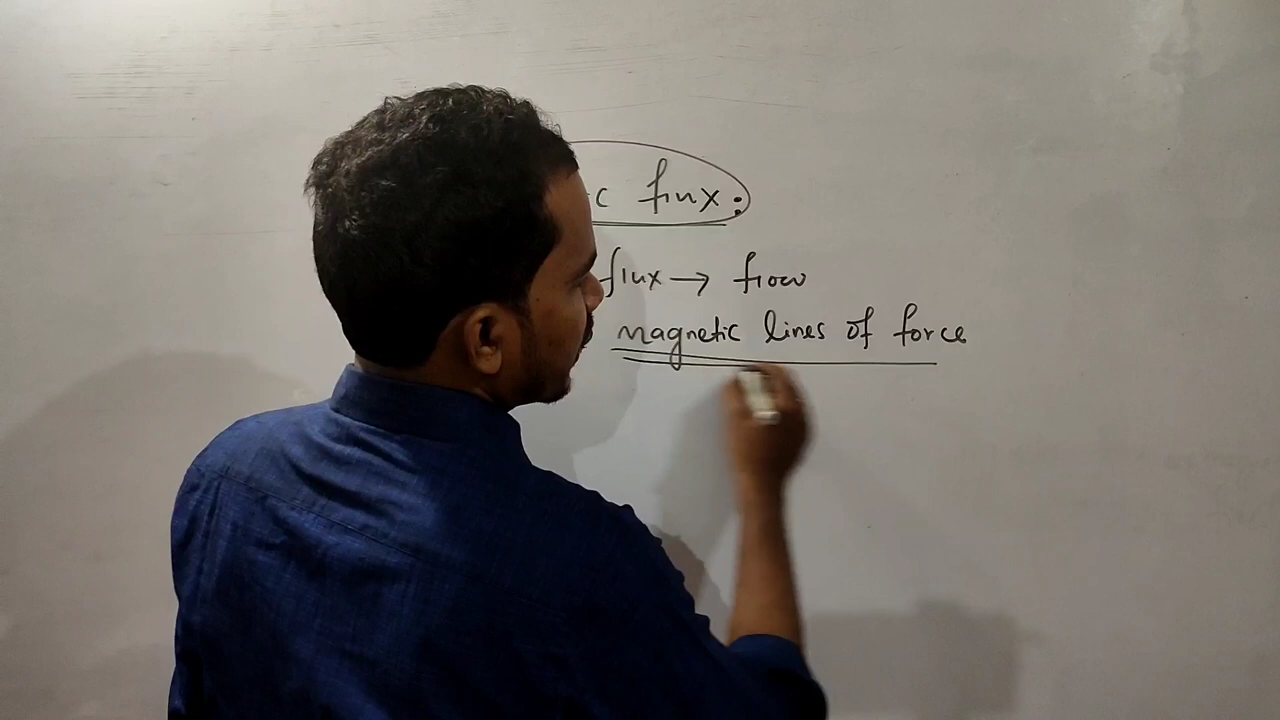 c flux :
flux → flow
magnetic lines of force